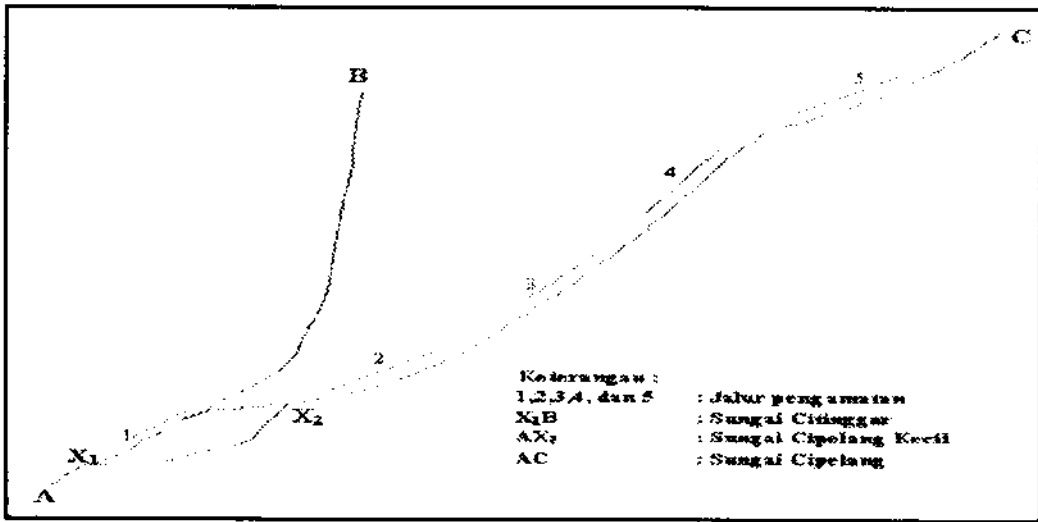 C
B
5
4
3
2
1
X₂
X₁
A
Keterangan :
1,2,3,4, dan 5 : Jalur pengamatan
X₁B : Sungai Citinggar
AX₂ : Sungai Cipelang Kecil
AC : Sungai Cipelang